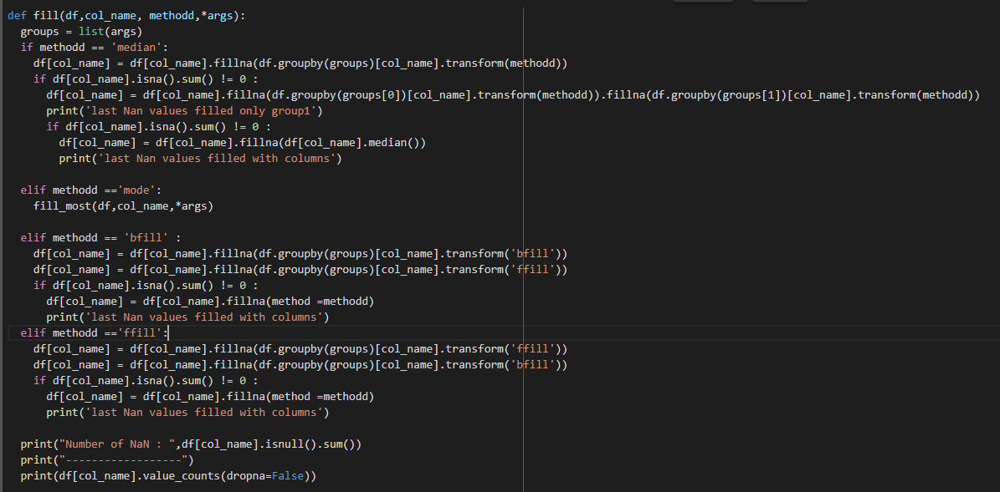 def fill(df,col_name, methodd,*args):
  groups = list(args)
  if methodd == 'median':
    df[col_name] = df[col_name].fillna(df.groupby(groups)[col_name].transform(methodd))
    if df[col_name].isna().sum() != 0 :
      df[col_name] = df[col_name].fillna(df.groupby(groups[0])[col_name].transform(methodd)).fillna(df.groupby(groups[1])[col_name].transform(methodd))
      print('last Nan values filled only group1')
      if df[col_name].isna().sum() != 0 :
        df[col_name] = df[col_name].fillna(df[col_name].median())
        print('last Nan values filled with columns')
  elif methodd =='mode':
    fill_most(df,col_name,*args)
  elif methodd == 'bfill' :
    df[col_name] = df[col_name].fillna(df.groupby(groups)[col_name].transform('bfill'))
    df[col_name] = df[col_name].fillna(df.groupby(groups)[col_name].transform('ffill'))
    if df[col_name].isna().sum() != 0 :
      df[col_name] = df[col_name].fillna(method =methodd)
      print('last Nan values filled with columns')
  elif methodd =='ffill':
    df[col_name] = df[col_name].fillna(df.groupby(groups)[col_name].transform('ffill'))
    df[col_name] = df[col_name].fillna(df.groupby(groups)[col_name].transform('bfill'))
    if df[col_name].isna().sum() != 0 :
      df[col_name] = df[col_name].fillna(method =methodd)
      print('last Nan values filled with columns')
  print("Number of NaN : ",df[col_name].isnull().sum())
  print("------------------")
  print(df[col_name].value_counts(dropna=False))